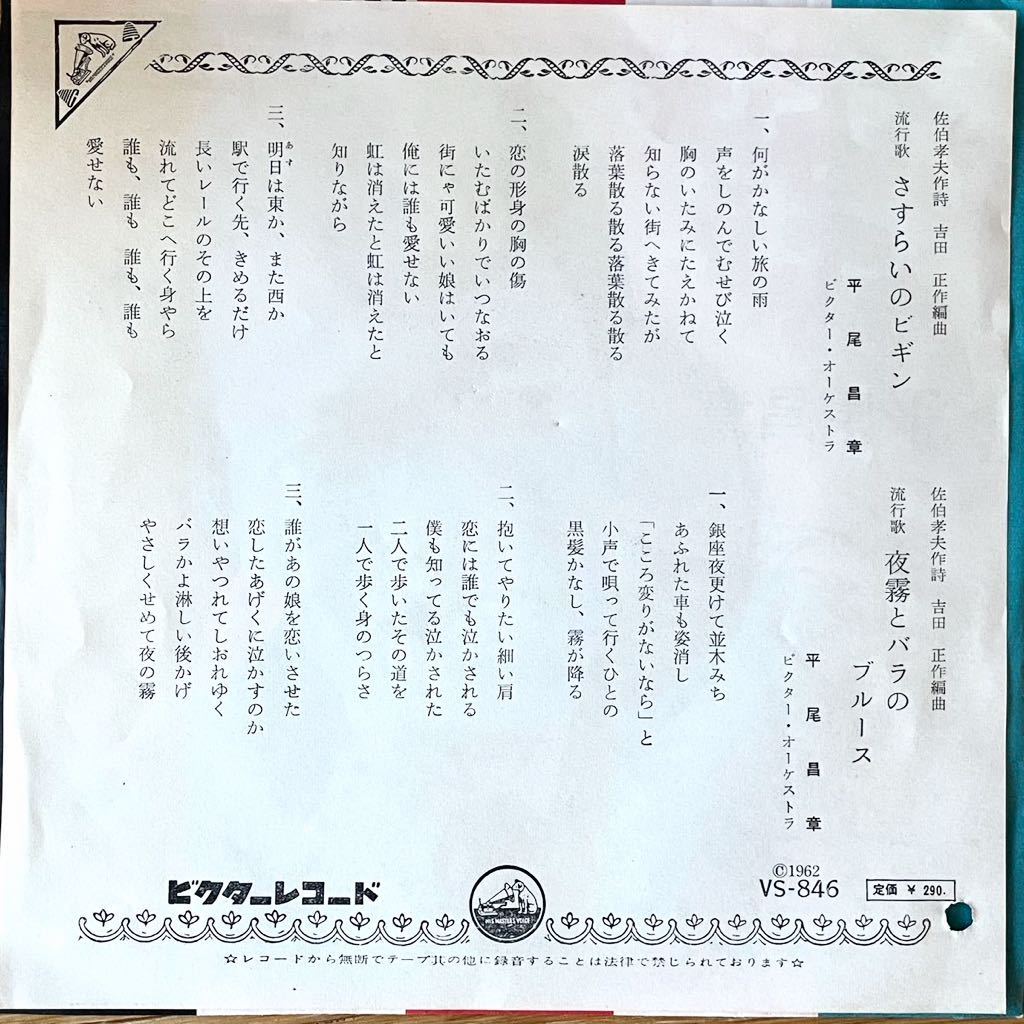 佐伯孝夫作詩　吉田　正作編曲
流行歌　さすらいのビギン
平尾昌章
ビクター・オーケストラ
一、何がかなしい旅の雨
声をしのんでむせび泣く
胸のいたみにたえかねて
知らない街へきてみたが
落葉散る散る落葉散る散る
涙散る
二、恋の形身の胸の傷
いたむばかりでいつなおる
街にゃ可愛いい娘はいても
俺には誰も愛せない
虹は消えたと虹は消えたと
知りながら
三、明日は東か、また西か
あす
駅で行く先、きめるだけ
長いレールのその上を
流れてどこへ行く身やら
誰も、誰も　誰も、誰も
愛せない
佐伯孝夫作詩　吉田　正作編曲
流行歌　夜霧とバラの
ブルース
平尾昌章
ビクター・オーケストラ
一、銀座夜更けて並木みち
あふれた車も姿消し
「こころ変りがないなら」と
小声で唄って行くひとの
黒髪かなし、霧が降る
二、抱いてやりたい細い肩
恋には誰でも泣かされる
僕も知ってる泣かされた
二人で歩いたその道を
一人で歩く身のつらさ
三、誰があの娘を恋いさせた
恋したあげくに泣かすのか
想いやつれてしおれゆく
バラかよ淋しい後かげ
やさしくせめて夜の霧
ビクターレコード
HIS MASTER'S VOICE
©1962
VS-846
定価 ¥ 290.
☆レコードから無断でテープ其の他に録音することは法律で禁じられております☆